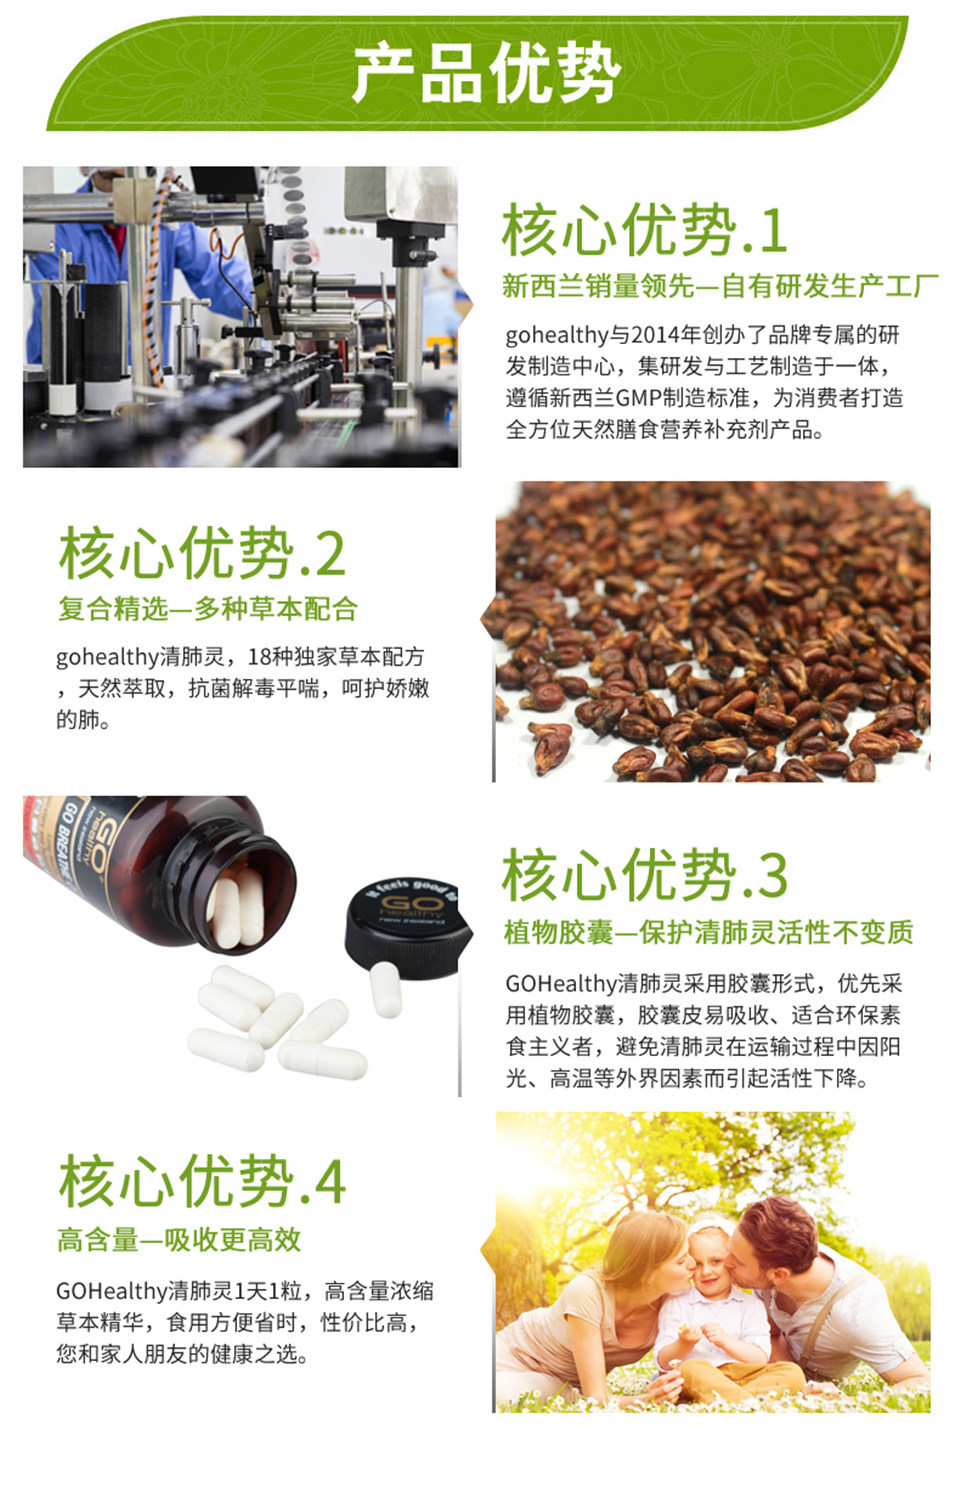 产品优势
核心优势.1
新西兰销量领先—自有研发生产工厂
gohealthy与2014年创办了品牌专属的研
发制造中心，集研发与工艺制造于一体，
遵循新西兰GMP制造标准，为消费者打造
全方位天然膳食营养补充剂产品。
核心优势.2
复合精选—多种草本配合
gohealthy清肺灵，18种独家草本配方
，天然萃取，抗菌解毒平喘，呵护娇嫩
的肺。
GO
healthy
new zealand
GO BREATHE
it feels good to
GO
healthy
new zealand
核心优势.3
植物胶囊—保护清肺灵活性不变质
GOHealthy清肺灵采用胶囊形式，优先采
用植物胶囊，胶囊皮易吸收、适合环保素
食主义者，避免清肺灵在运输过程中因阳
光、高温等外界因素而引起活性下降。
核心优势.4
高含量—吸收更高效
GOHealthy清肺灵1天1粒，高含量浓缩
草本精华，食用方便省时，性价比高，
您和家人朋友的健康之选。